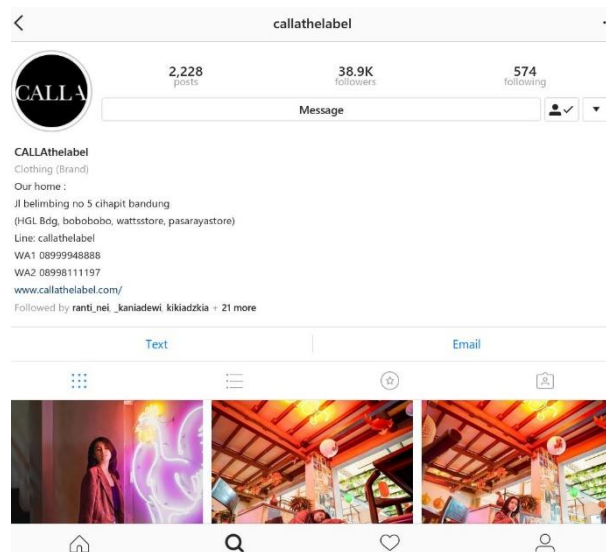 callathelabel
CALLA
2,228 38.9K 574
posts followers following
Message
CALLAthelabel
Clothing (Brand)
Our home :
Jl belimbing no 5 cihapit bandung
(HGL Bdg, bobobobo, wattsstore, pasarayastore)
Line: callathelabel
WA1 08999948888
WA2 08998111197
www.callathelabel.com/
Followed by ranti_nei, _kaniadewi, kikiadzkia + 21 more
Text Email